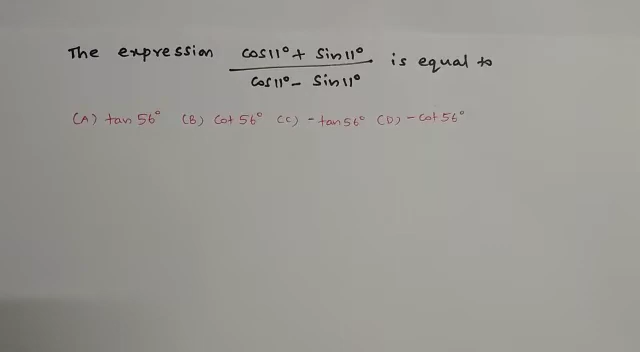 The expression cos11° + sin11° / cos11° - sin11° is equal to
(A) tan 56° (B) cot 56° (C) - tan 56° (D) - cot 56°